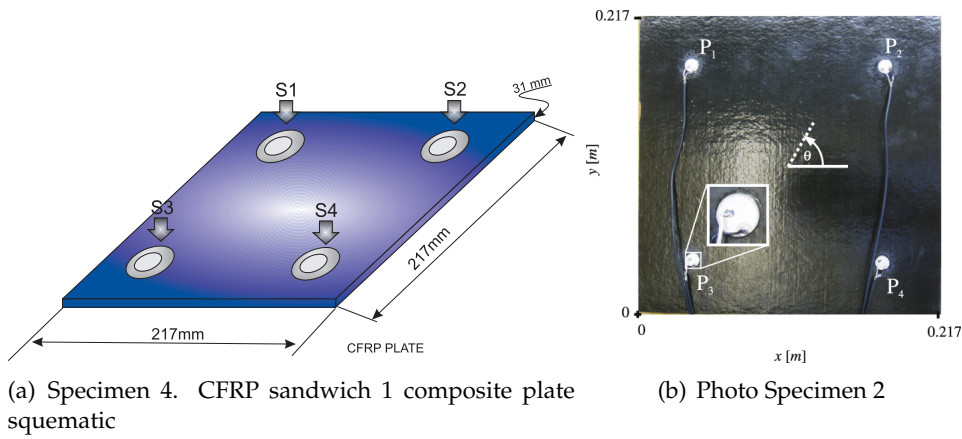 S1
S2
31 mm
S3
S4
217mm
217mm
CFRP PLATE
(a) Specimen 4. CFRP sandwich 1 composite plate
squematic
0.217
P1
P2
θ
y [m]
P3
P4
0
0
0.217
x [m]
(b) Photo Specimen 2